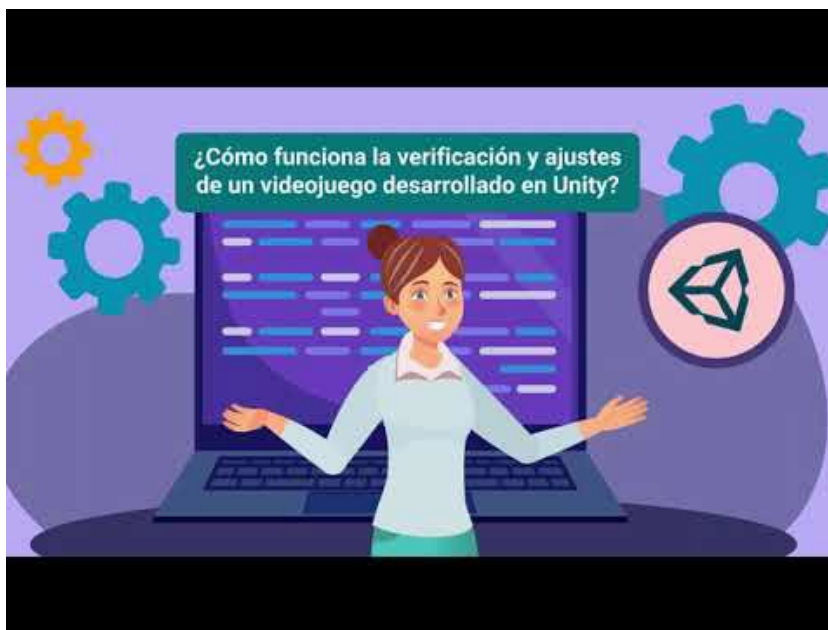 ¿Cómo funciona la verificación y ajustes
de un videojuego desarrollado en Unity?